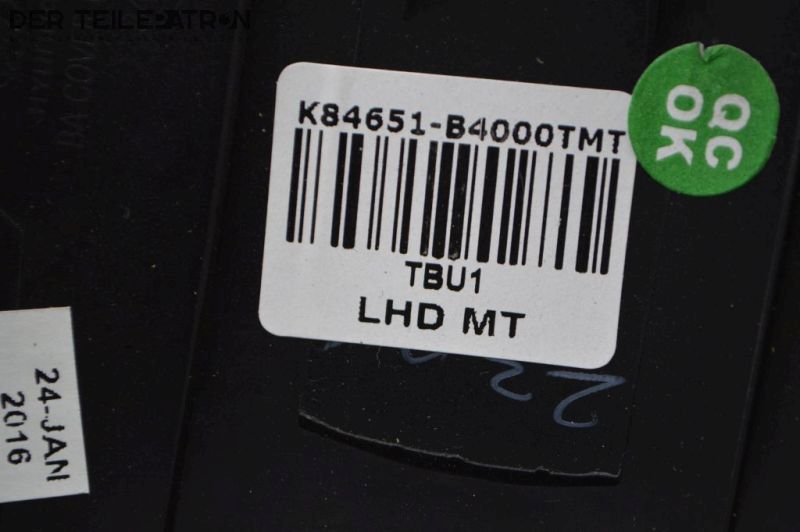 DER TEILEPATRON
K84651-B4000TMT
TBU1
LHD MT
QC
OK
24-JAN
2016